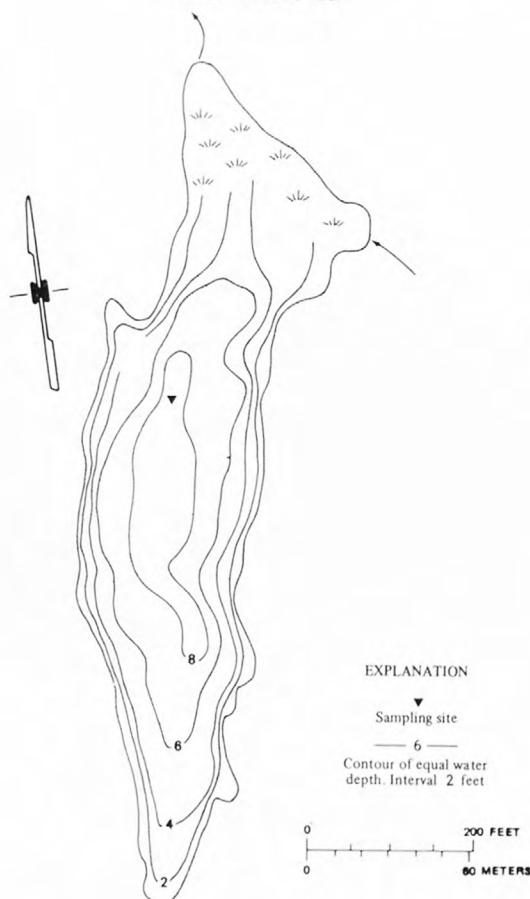 N
8
6
4
2
EXPLANATION
Sampling site
6
Contour of equal water
depth. Interval 2 feet
0 200 FEET
0 60 METERS